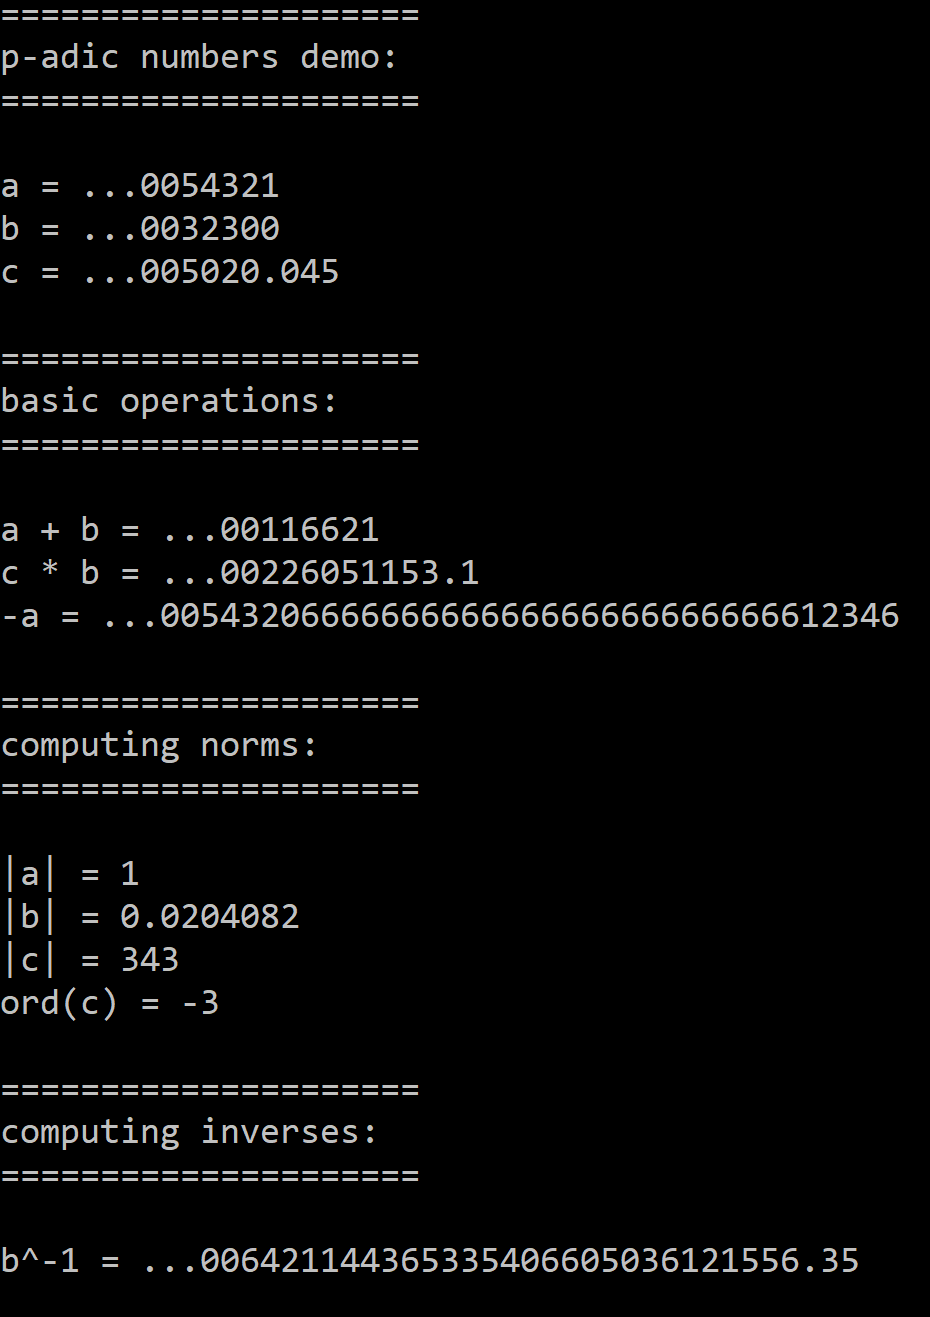 =====================
p-adic numbers demo:
=====================
a = ...0054321
b = ...0032300
c = ...005020.045
=====================
basic operations:
=====================
a + b = ...00116621
c * b = ...00226051153.1
-a = ...0054320666666666666666666666666612346
=====================
computing norms:
=====================
|a| = 1
|b| = 0.0204082
|c| = 343
ord(c) = -3
=====================
computing inverses:
=====================
b^-1 = ...006421144365335406605036121556.35